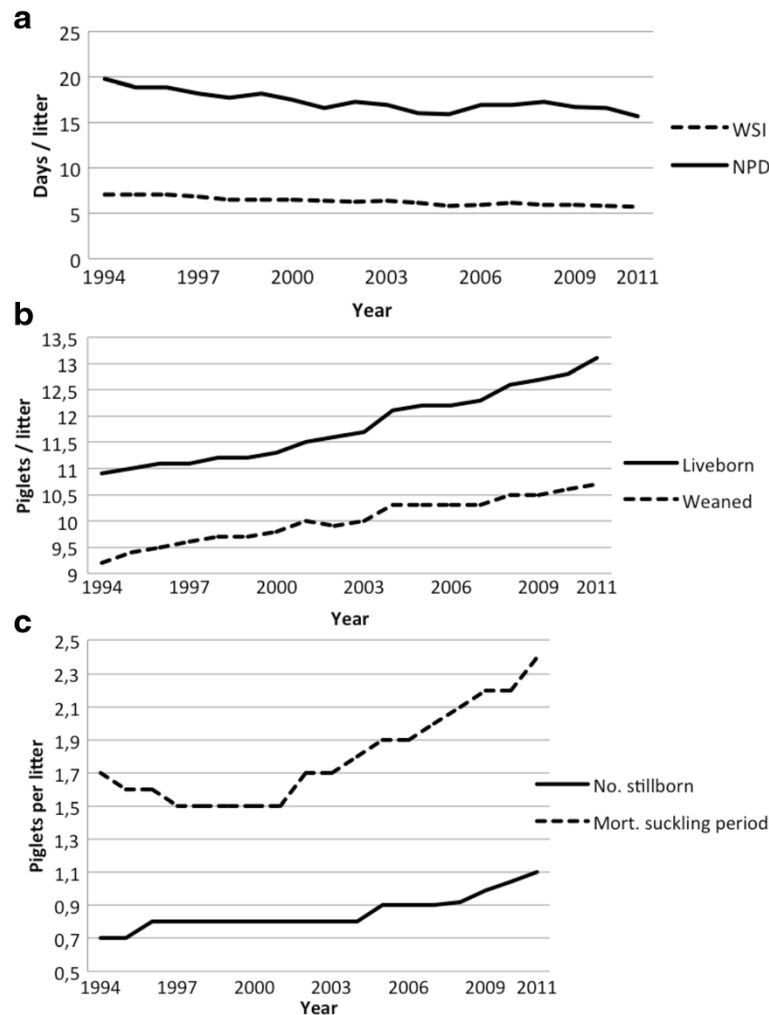 a
25
20
15
10
5
0
Days / litter
1994 1997 2000 2003 2006 2009 2011
Year
WSI
NPD
b
13,5
13
12,5
12
11,5
11
10,5
10
9,5
9
Piglets / litter
1994 1997 2000 2003 2006 2009 2011
Year
Liveborn
Weaned
c
2,5
2,3
2,1
1,9
1,7
1,5
1,3
1,1
0,9
0,7
0,5
Piglets per litter
1994 1997 2000 2003 2006 2009 2011
Year
No. stillborn
Mort. suckling period